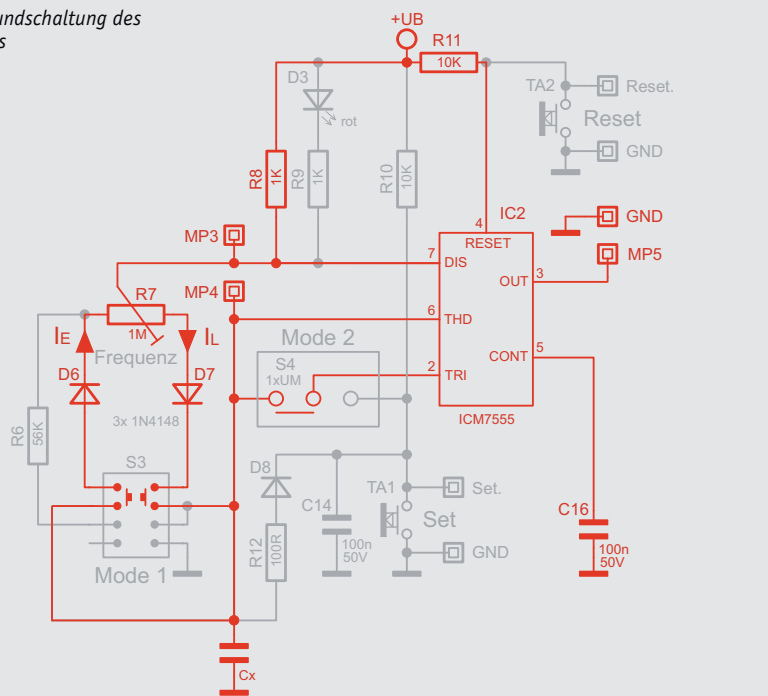 undschaltung des
s
+UB
R11
10K
D3
rot
R8
1K
R9
1K
R10
10K
TA2
Reset.
Reset
GND
IC2
4
RESET
GND
MP3
7
DIS
MP5
OUT
3
MP4
R7
1M
6
THD
IE
IL
Frequenz
Mode 2
CONT
5
S4
1xUM
2
TRI
D6
D7
3x 1N4148
ICM7555
R6
56K
S3
D8
TA1
Set.
C14
Set
C16
R12
100R
100n
50V
GND
100n
50V
Mode 1
Cx